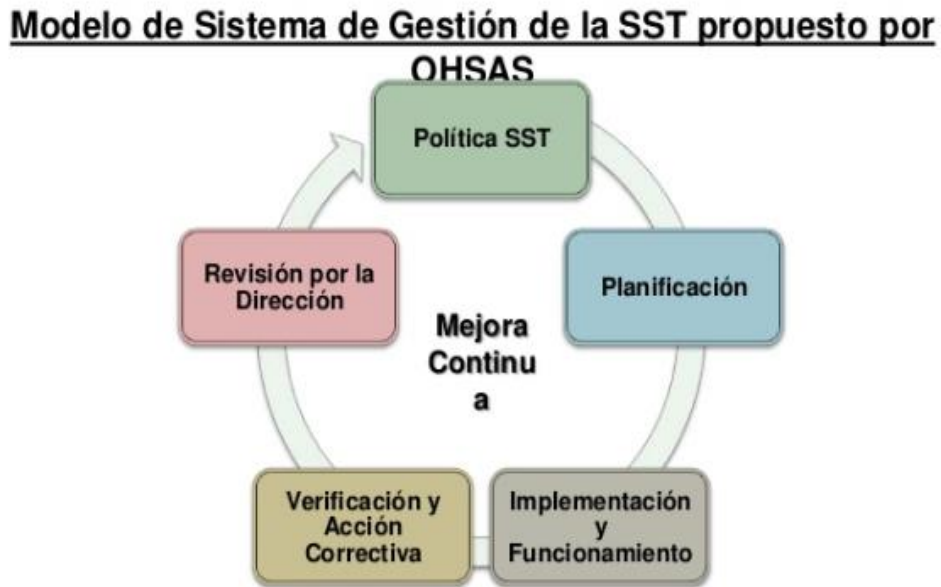 Modelo de Sistema de Gestión de la SST propuesto por
OHSAS
Política SST
Planificación
Implementación
y
Funcionamiento
Verificación y
Acción
Correctiva
Revisión por la
Dirección
Mejora
Continu
a